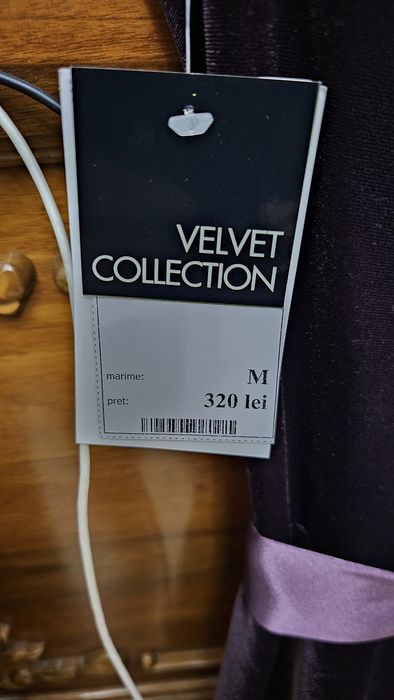 VELVET
COLLECTION
marime: M
pret: 320 lei